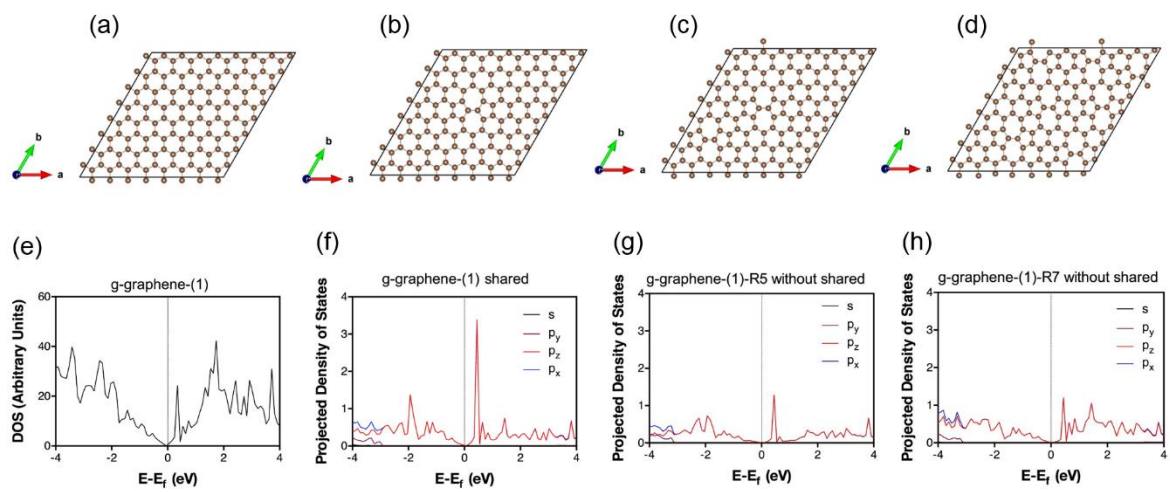 (a)
(b)
(c)
(d)
b
a
b
a
b
a
b
a
(e)
g-graphene-(1)
DOS (Arbitrary Units)
60
40
20
0
-4
-2
0
2
4
E-Ef (eV)
(f)
g-graphene-(1) shared
Projected Density of States
4
3
2
1
0
s
py
pz
px
-4
-2
0
2
4
E-Ef (eV)
(g)
g-graphene-(1)-R5 without shared
Projected Density of States
4
3
2
1
0
s
py
pz
px
-4
-2
0
2
4
E-Ef (eV)
(h)
g-graphene-(1)-R7 without shared
Projected Density of States
4
3
2
1
0
s
py
pz
px
-4
-2
0
2
4
E-Ef (eV)